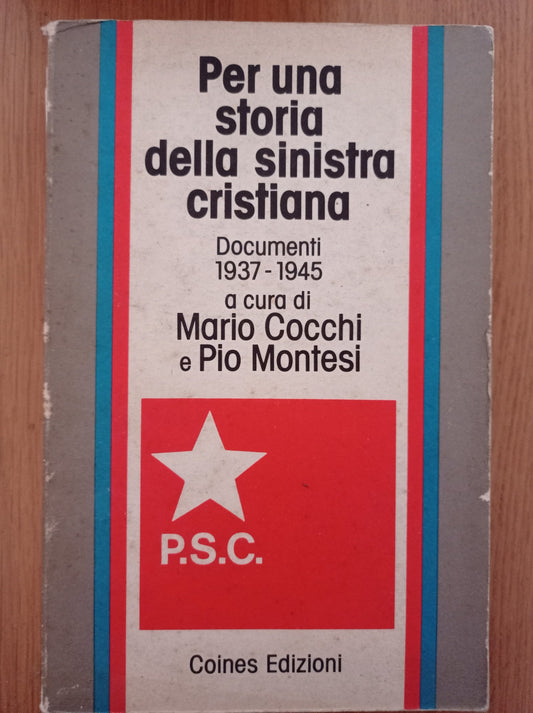 Per una
storia
della sinistra
cristiana
Documenti
1937-1945
a cura di
Mario Cocchi
e Pio Montesi
P.S.C.
Coines Edizioni